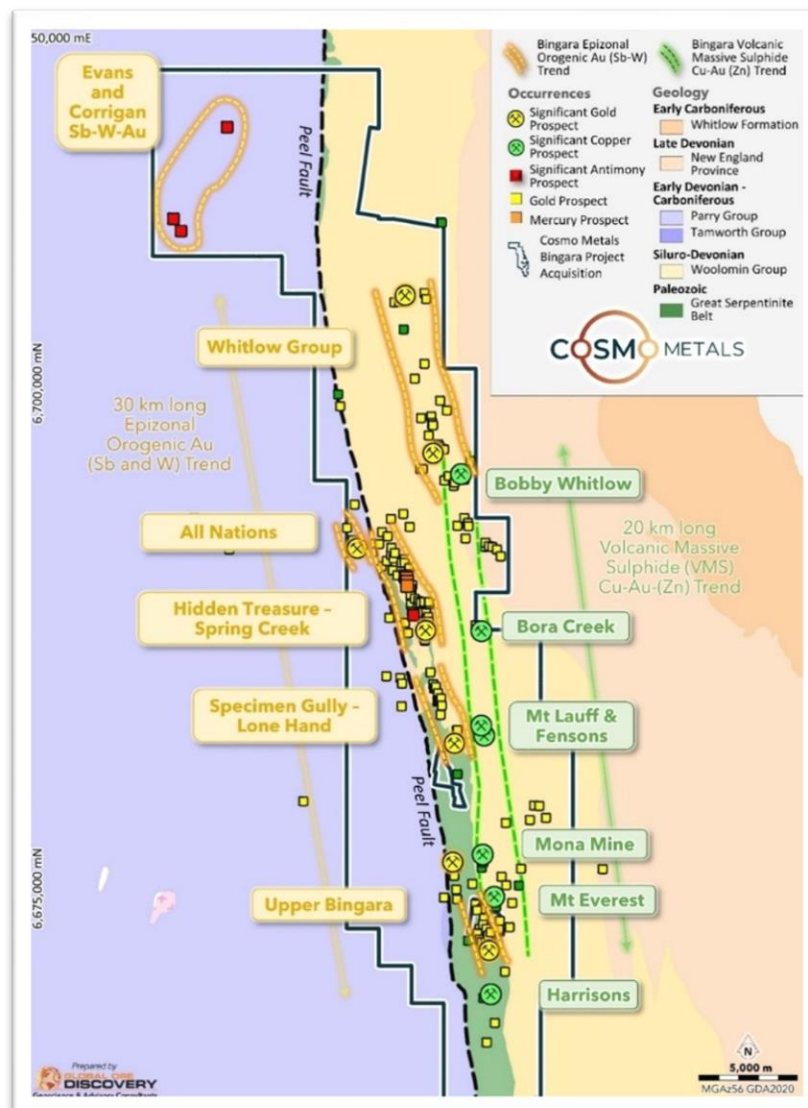 50,000 mE
Evans
and
Corrigan
Sb-W-Au
Peel Fault
Bingara Epizonal
Orogenic Au (Sb-W)
Trend
Bingara Volcanic
Massive Sulphide
Cu-Au (Zn) Trend
Occurrences
Significant Gold
Prospect
Significant Copper
Prospect
Significant Antimony
Prospect
Gold Prospect
Mercury Prospect
Cosmo Metals
Bingara Project
Acquisition
Geology
Early Carboniferous
Whitlow Formation
Late Devonian
New England
Province
Early Devonian -
Carboniferous
Parry Group
Tamworth Group
Siluro-Devonian
Woolomin Group
Paleozoic
Great Serpentinite
Belt
COSMO METALS
6,700,000 mN
Whitlow Group
30 km long
Epizonal
Orogenic Au
(Sb and W) Trend
Bobby Whitlow
All Nations
20 km long
Volcanic Massive
Sulphide (VMS)
Cu-Au-(Zn) Trend
Hidden Treasure –
Spring Creek
Bora Creek
Specimen Gully –
Lone Hand
Mt Lauff &
Fensons
Peel Fault
6,675,000 mN
Mona Mine
Upper Bingara
Mt Everest
Harrisons
Prepared by
GLOBAL ORE
DISCOVERY
Geoscience & Advisory Consultants
N
5,000 m
MGAz56 GDA2020